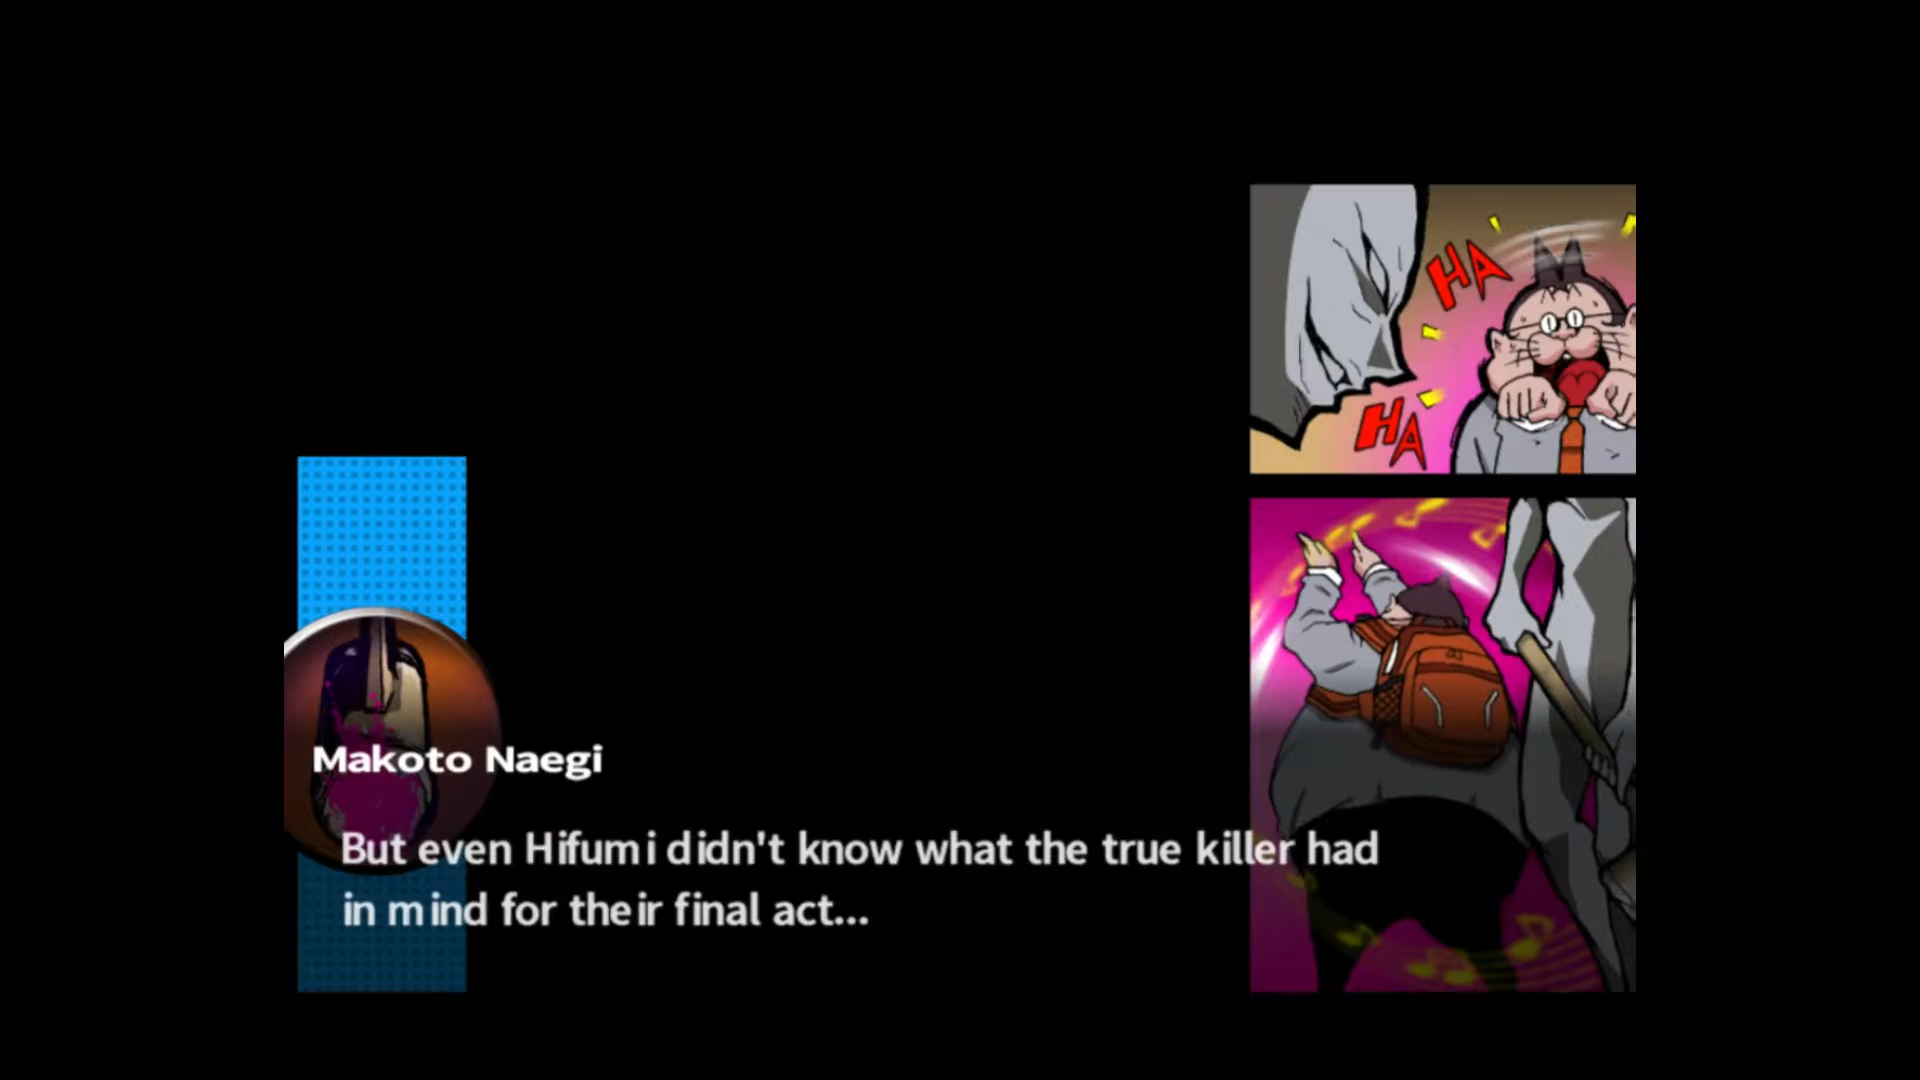 HA
HA
Makoto Naegi
But even Hifumi didn't know what the true killer had
in mind for their final act...